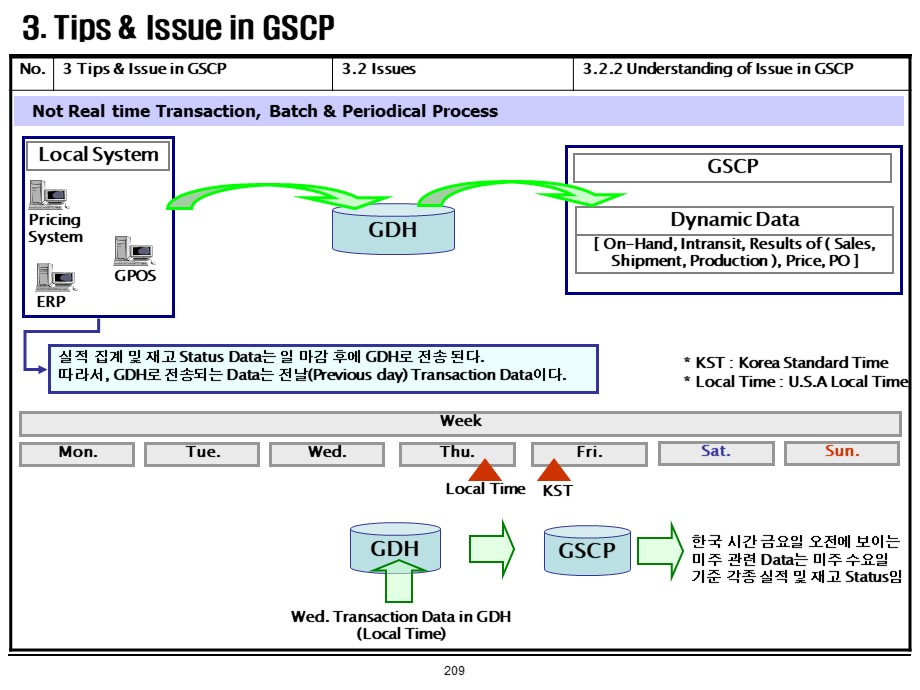 3. Tips & Issue in GSCP
No. 3 Tips & Issue in GSCP 3.2 Issues 3.2.2 Understanding of Issue in GSCP
Not Real time Transaction, Batch & Periodical Process
Local System
Pricing
System
GPOS
ERP
GDH
GSCP
Dynamic Data
[ On-Hand, Intransit, Results of ( Sales,
Shipment, Production ), Price, PO ]
실적 집계 및 재고 Status Data는 일 마감 후에 GDH로 전송 된다.
따라서, GDH로 전송되는 Data는 전날(Previous day) Transaction Data이다.
* KST : Korea Standard Time
* Local Time : U.S.A Local Time
Week
Mon. Tue. Wed. Thu. Fri. Sat. Sun.
Local Time KST
GDH
GSCP
한국 시간 금요일 오전에 보이는
미주 관련 Data는 미주 수요일
기준 각종 실적 및 재고 Status임
Wed. Transaction Data in GDH
(Local Time)
209